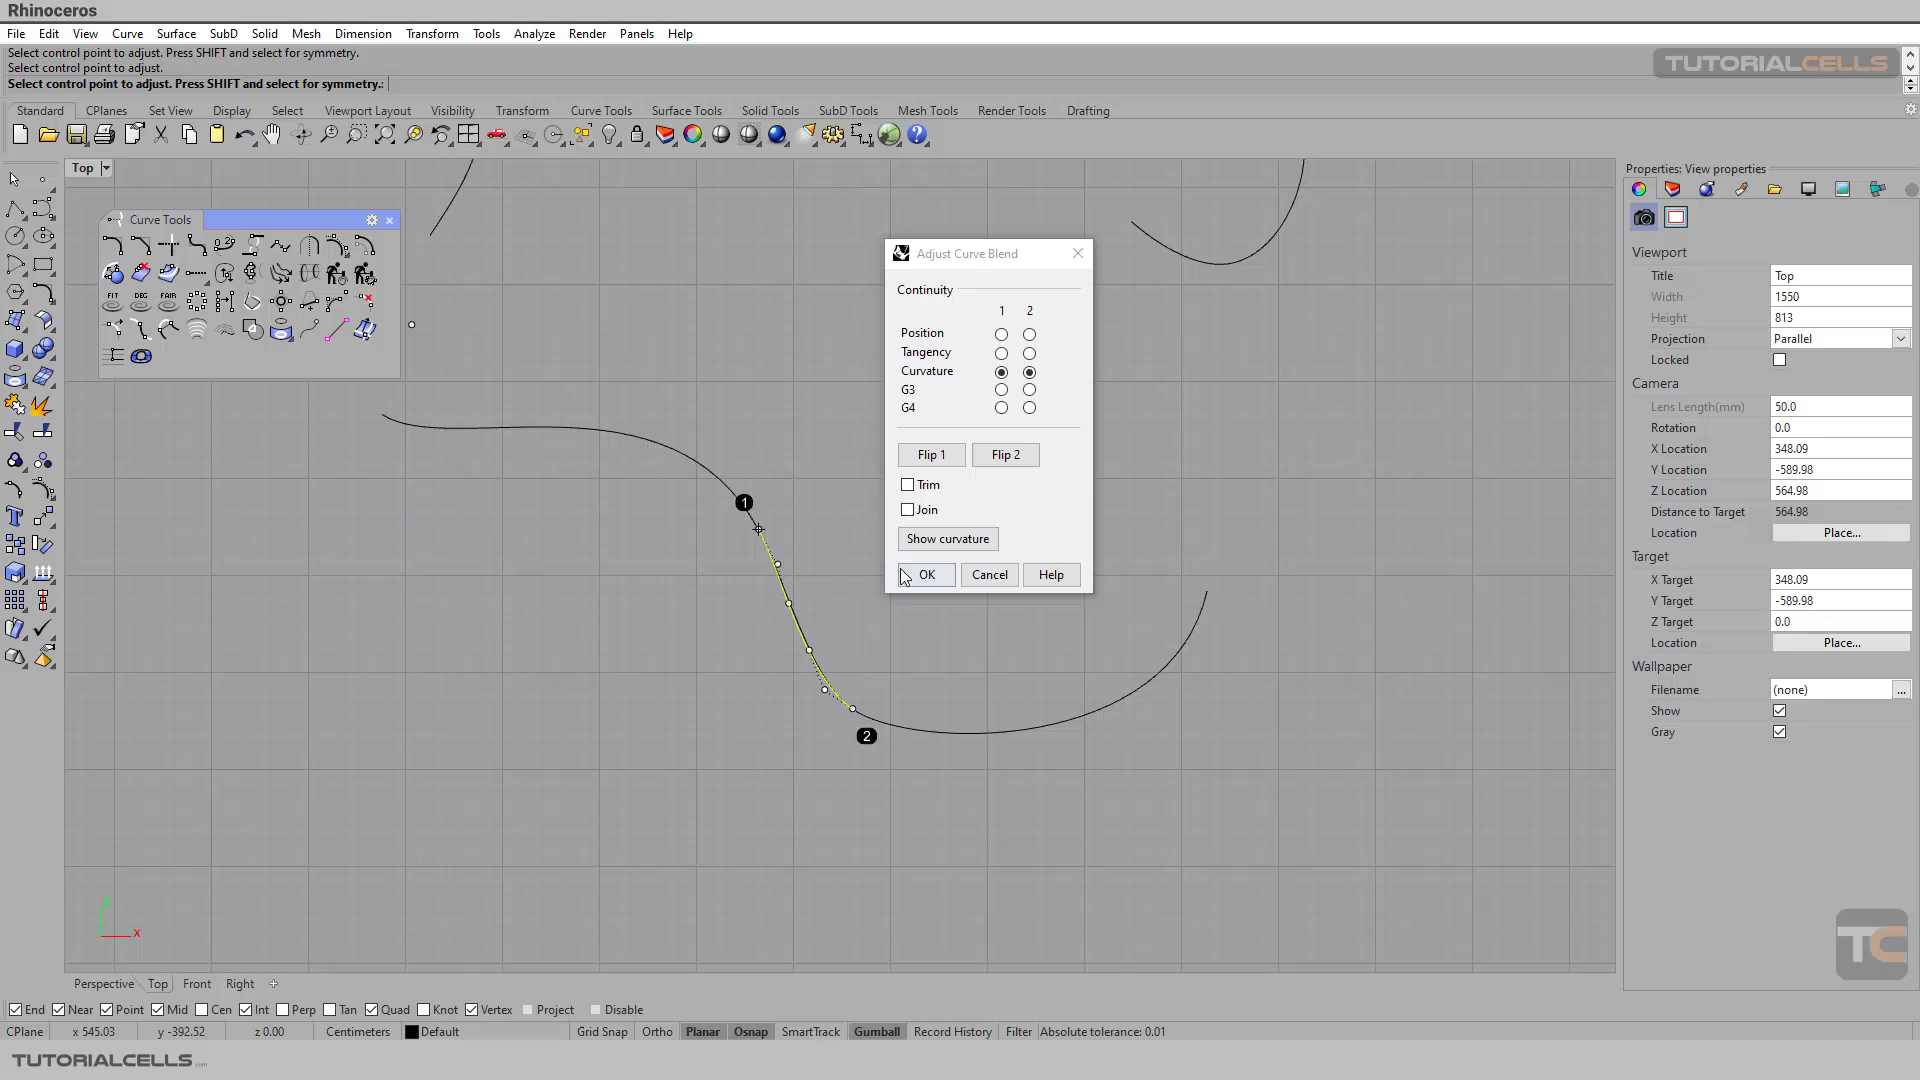 Rhinoceros
File Edit View Curve Surface SubD Solid Mesh Dimension Transform Tools Analyze Render Panels Help
Select control point to adjust. Press SHIFT and select for symmetry.
Select control point to adjust.
Select control point to adjust. Press SHIFT and select for symmetry.:
TUTORIALCELLS
Standard CPlanes Set View Display Select Viewport Layout Visibility Transform Curve Tools Surface Tools Solid Tools SubD Tools Mesh Tools Render Tools Drafting
Top
Curve Tools
FIT DEG FAIR
Adjust Curve Blend
Continuity
1 2
Position
Tangency
Curvature
G3
G4
Flip 1 Flip 2
Trim
Join
Show curvature
OK Cancel Help
1
2
y
x
Properties: View properties
Viewport
Title Top
Width 1550
Height 813
Projection Parallel
Locked
Camera
Lens Length(mm) 50.0
Rotation 0.0
X Location 348.09
Y Location -589.98
Z Location 564.98
Distance to Target 564.98
Location Place...
Target
X Target 348.09
Y Target -589.98
Z Target 0.0
Location Place...
Wallpaper
Filename (none) ...
Show
Gray
TC
Perspective Top Front Right
End Near Point Mid Cen Int Perp Tan Quad Knot Vertex Project Disable
CPlane x 545.03 y -392.52 z 0.00 Centimeters Default Grid Snap Ortho Planar Osnap SmartTrack Gumball Record History Filter Absolute tolerance: 0.01
TUTORIALCELLS .com